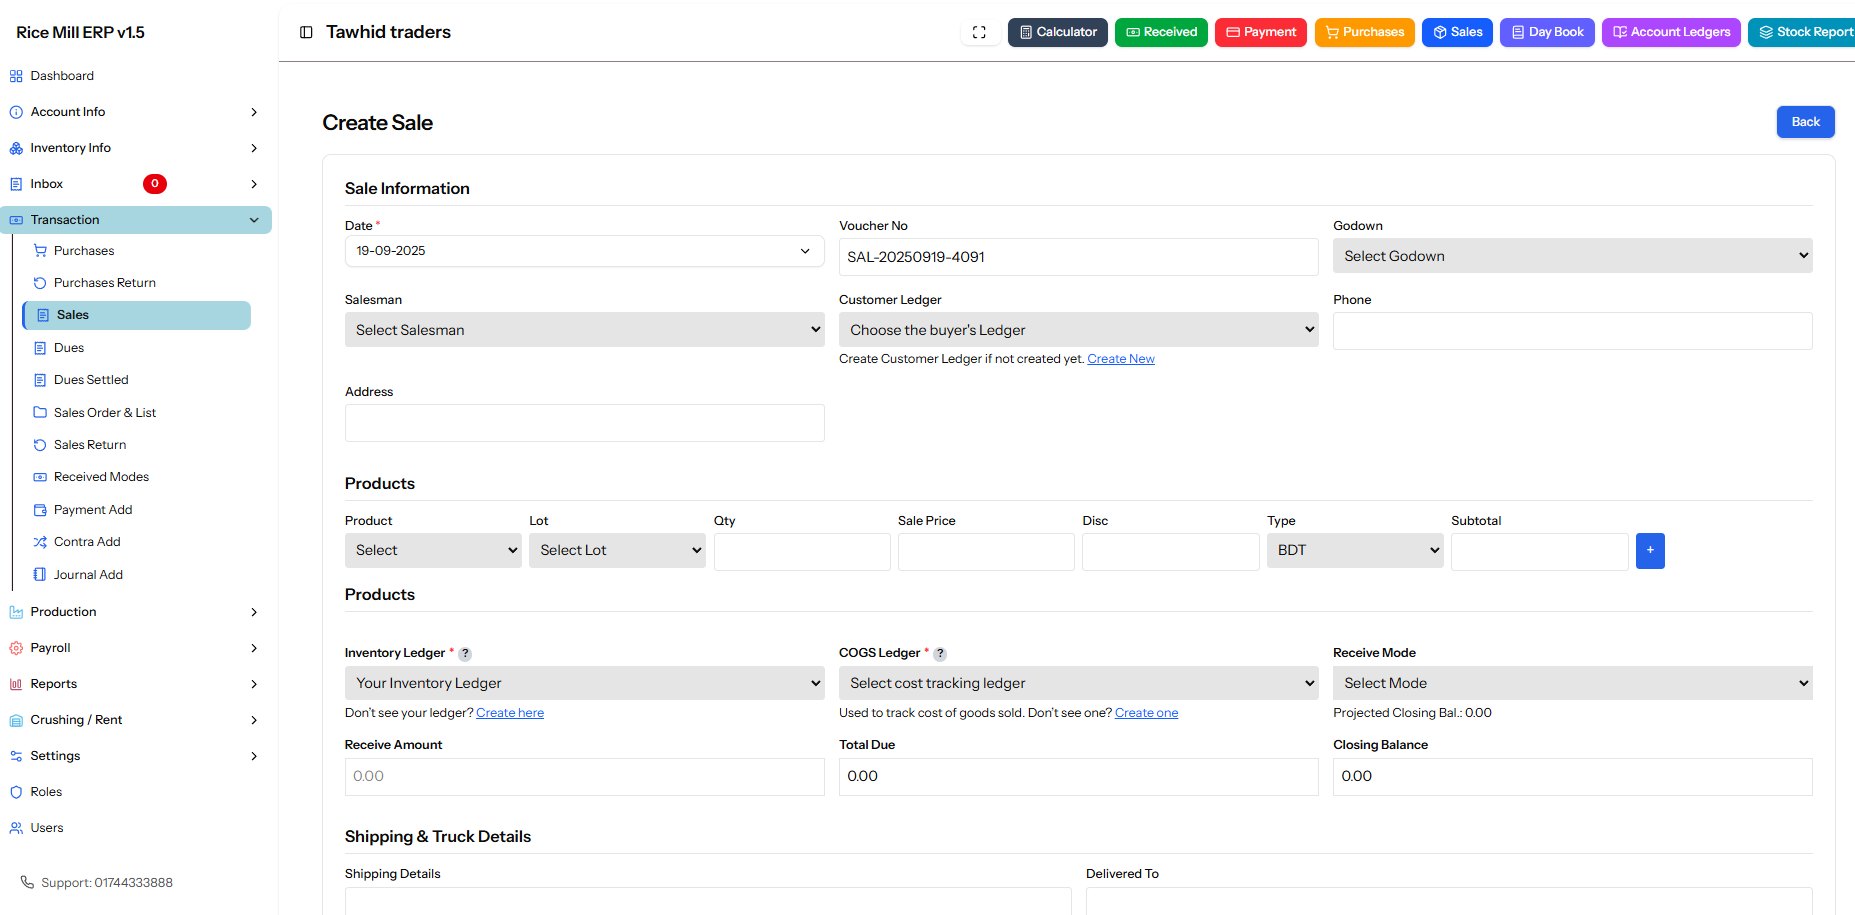 Rice Mill ERP v1.5
Dashboard
Account Info
Inventory Info
Inbox 0
Transaction
Purchases
Purchases Return
Sales
Dues
Dues Settled
Sales Order & List
Sales Return
Received Modes
Payment Add
Contra Add
Journal Add
Production
Payroll
Reports
Crushing / Rent
Settings
Roles
Users
Support: 01744333888
Tawhid traders
Calculator Received Payment Purchases Sales Day Book Account Ledgers Stock Report
Create Sale
Back
Sale Information
Date * Voucher No Godown
19-09-2025 SAL-20250919-4091 Select Godown
Salesman Customer Ledger Phone
Select Salesman Choose the buyer's Ledger
Create Customer Ledger if not created yet. Create New
Address
Products
Product Lot Qty Sale Price Disc Type Subtotal
Select Select Lot BDT +
Products
Inventory Ledger * ? COGS Ledger * ? Receive Mode
Your Inventory Ledger Select cost tracking ledger Select Mode
Don't see your ledger? Create here Used to track cost of goods sold. Don't see one? Create one Projected Closing Bal.: 0.00
Receive Amount Total Due Closing Balance
0.00 0.00 0.00
Shipping & Truck Details
Shipping Details Delivered To